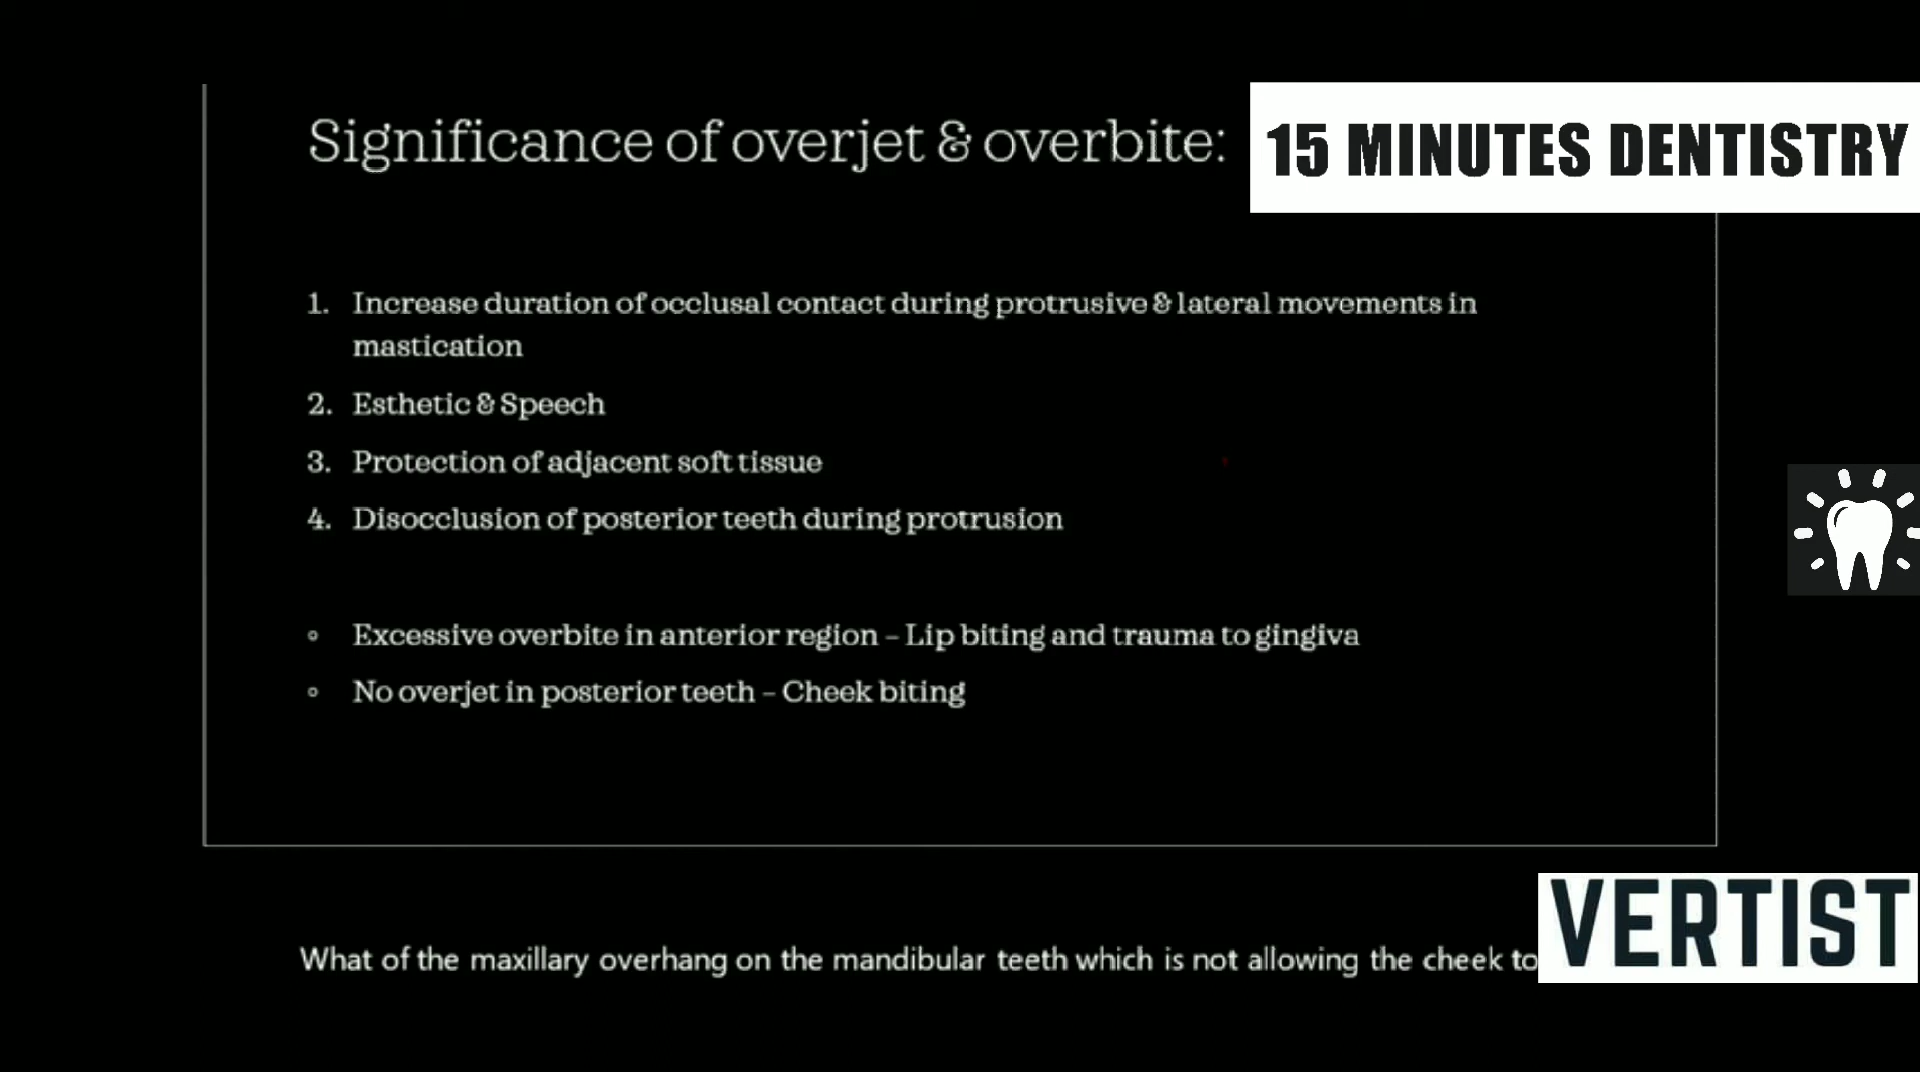 Significance of overjet & overbite:
15 MINUTES DENTISTRY
1. Increase duration of occlusal contact during protrusive & lateral movements in
mastication
2. Esthetic & Speech
3. Protection of adjacent soft tissue
4. Disocclusion of posterior teeth during protrusion
◦ Excessive overbite in anterior region – Lip biting and trauma to gingiva
◦ No overjet in posterior teeth – Cheek biting
VERTIST
What of the maxillary overhang on the mandibular teeth which is not allowing the cheek to